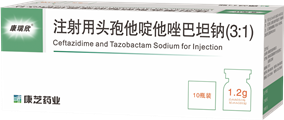 康瑞欣
注射用头孢他啶他唑巴坦钠(3:1)
Ceftazidime and Tazobactam Sodium for Injection
10瓶装
1.2g
康芝药业